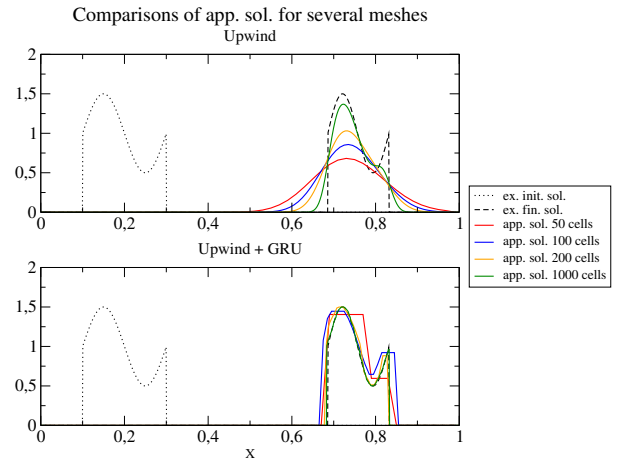 Comparisons of app. sol. for several meshes
Upwind
2
1,5
1
0,5
0
0 0,2 0,4 0,6 0,8 1
ex. init. sol.
ex. fin. sol.
app. sol. 50 cells
app. sol. 100 cells
app. sol. 200 cells
app. sol. 1000 cells
Upwind + GRU
2
1,5
1
0,5
0
0 0,2 0,4 0,6 0,8 1
X